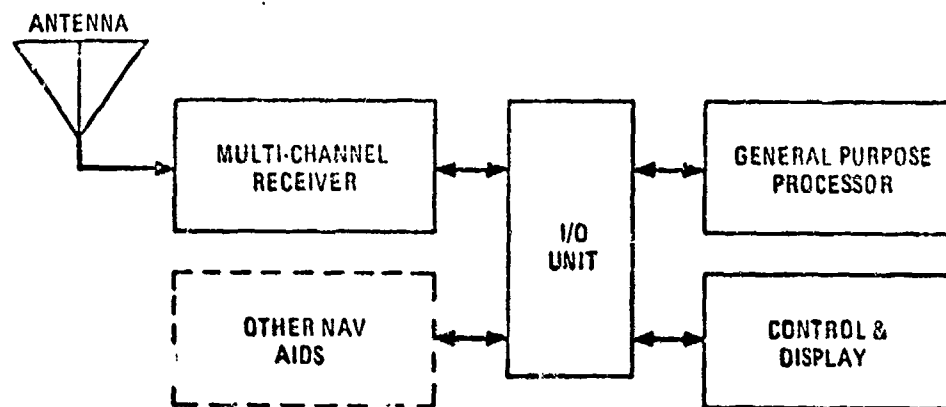 ANTENNA
MULTI-CHANNEL
RECEIVER
GENERAL PURPOSE
PROCESSOR
I/O
UNIT
OTHER NAV
AIDS
CONTROL &
DISPLAY